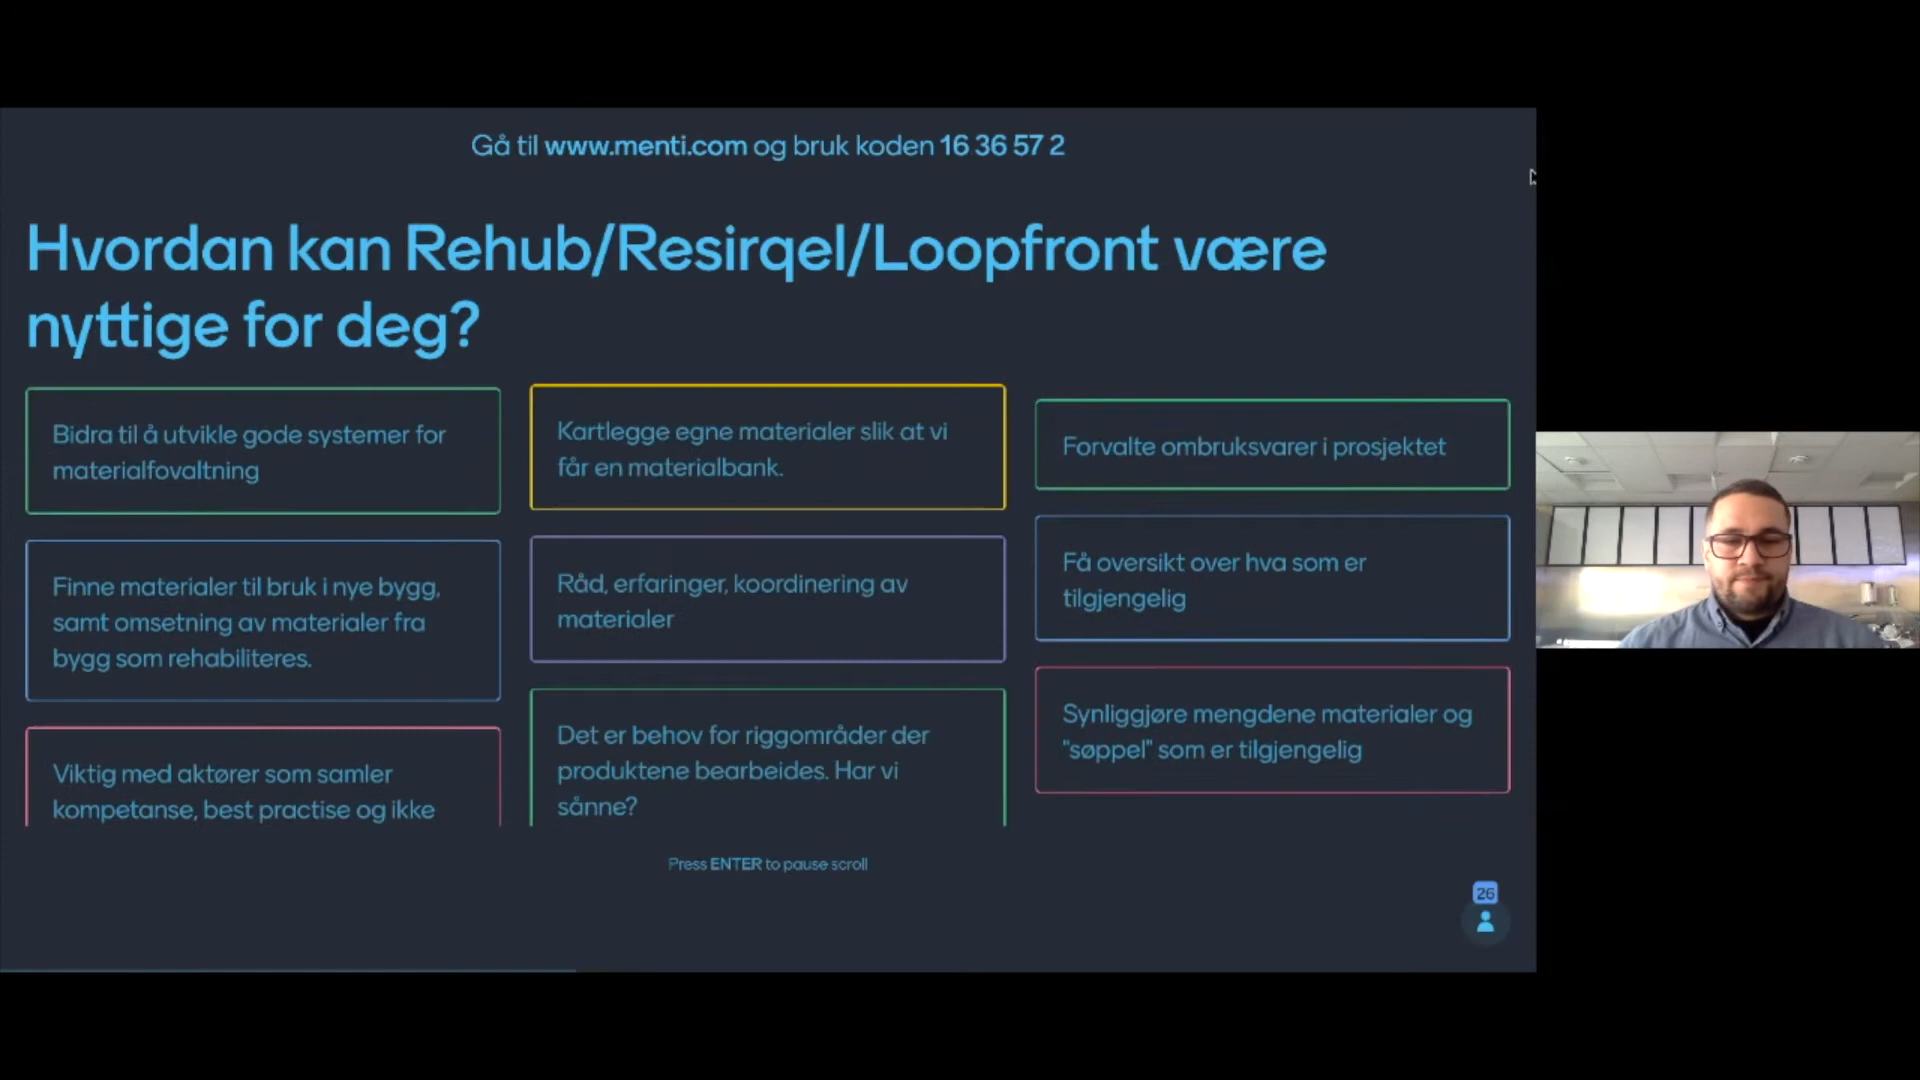 Gå til www.menti.com og bruk koden 16 36 57 2
Hvordan kan Rehub/Resirqel/Loopfront være
nyttige for deg?
Bidra til å utvikle gode systemer for
materialfovaltning
Finne materialer til bruk i nye bygg,
samt omsetning av materialer fra
bygg som rehabiliteres.
Viktig med aktører som samler
kompetanse, best practise og ikke
Kartlegge egne materialer slik at vi
får en materialbank.
Råd, erfaringer, koordinering av
materialer
Det er behov for riggområder der
produktene bearbeides. Har vi
sånne?
Forvalte ombruksvarer i prosjektet
Få oversikt over hva som er
tilgjengelig
Synliggjøre mengdene materialer og
"søppel" som er tilgjengelig
Press ENTER to pause scroll
26